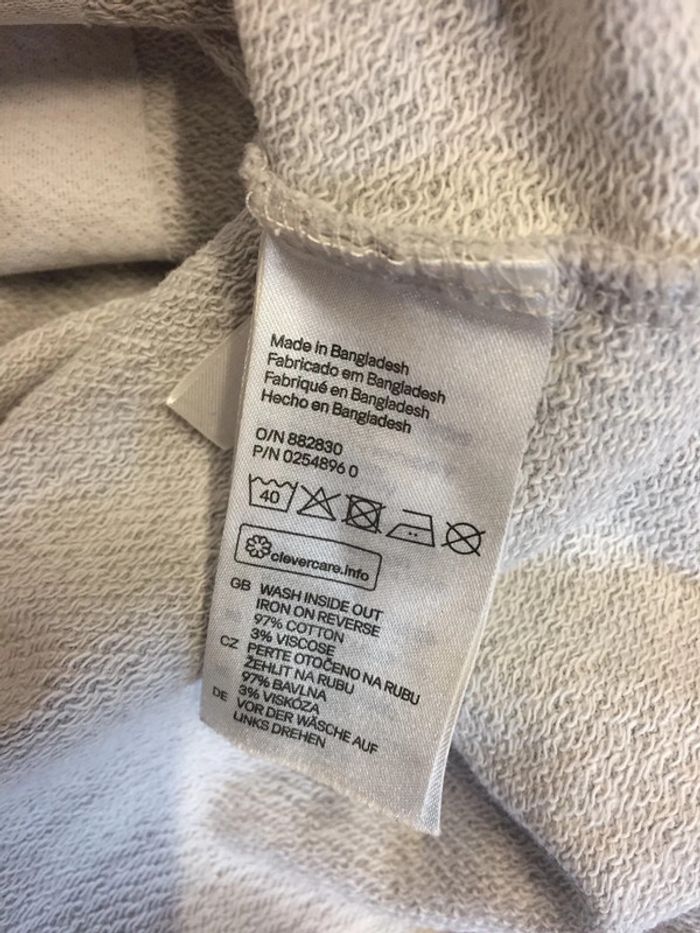 Made in Bangladesh
Fabricado em Bangladesh
Fabriqué en Bangladesh
Hecho en Bangladesh
O/N 882830
P/N 0254896 0
40
clevercare.info
GB WASH INSIDE OUT
IRON ON REVERSE
97% COTTON
3% VISCOSE
CZ PERTE OTOČENO NA RUBU
ŽEHLIT NA RUBU
97% BAVLNA
3% VISKÓZA
DE VOR DER WÄSCHE AUF
LINKS DREHEN